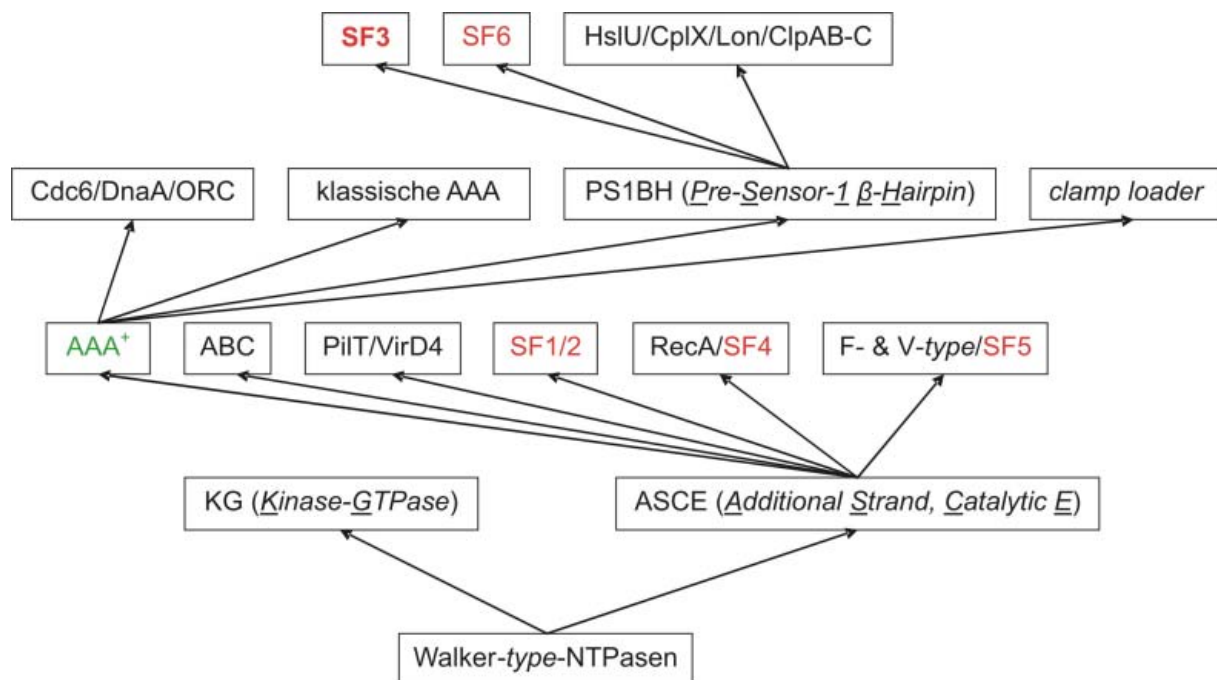 SF3 SF6 HslU/CplX/Lon/ClpAB-C
Cdc6/DnaA/ORC klassische AAA PS1BH (Pre-Sensor-1 β-Hairpin) clamp loader
AAA⁺ ABC PilT/VirD4 SF1/2 RecA/SF4 F- & V-type/SF5
KG (Kinase-GTPase) ASCE (Additional Strand, Catalytic E)
Walker-type-NTPasen